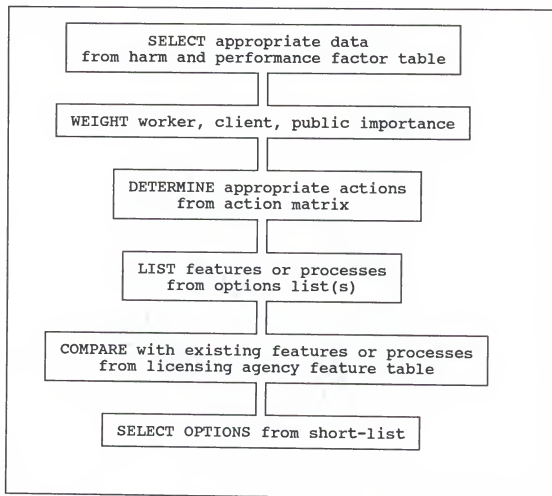 SELECT appropriate data
from harm and performance factor table
WEIGHT worker, client, public importance
DETERMINE appropriate actions
from action matrix
LIST features or processes
from options list(s)
COMPARE with existing features or processes
from licensing agency feature table
SELECT OPTIONS from short-list